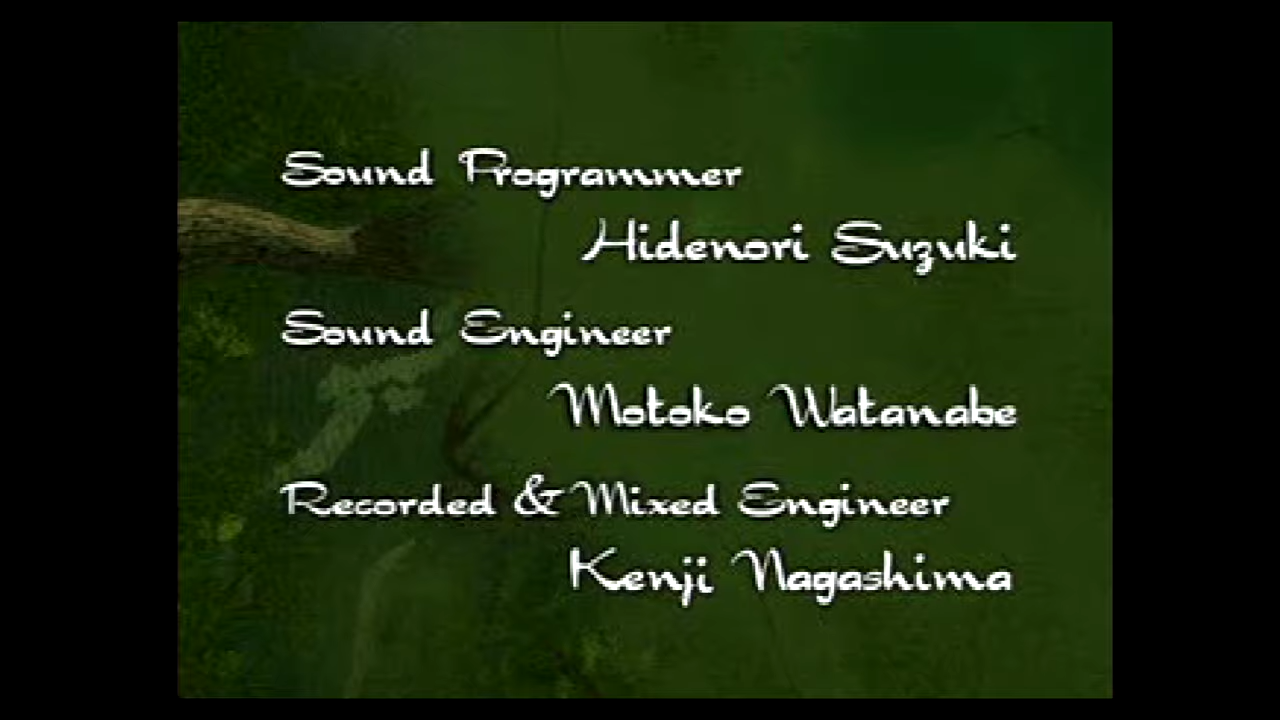 Sound Programmer
Hidenori Suzuki
Sound Engineer
Motoko Watanabe
Recorded & Mixed Engineer
Kenji Nagashima